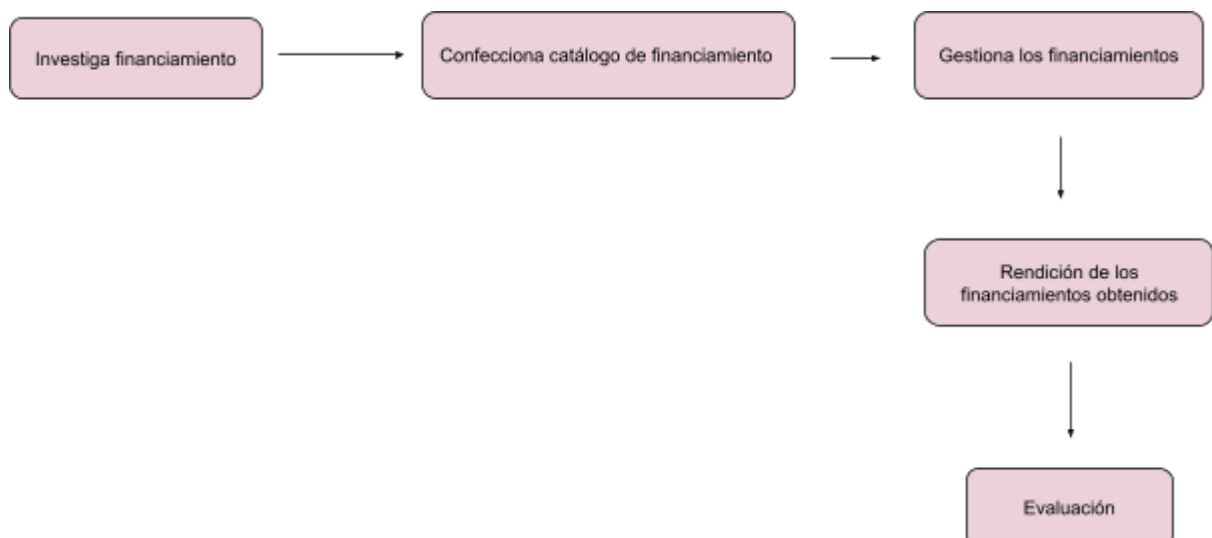 Investiga financiamiento
Confecciona catálogo de financiamiento
Gestiona los financiamientos
Rendición de los
financiamientos obtenidos
Evaluación